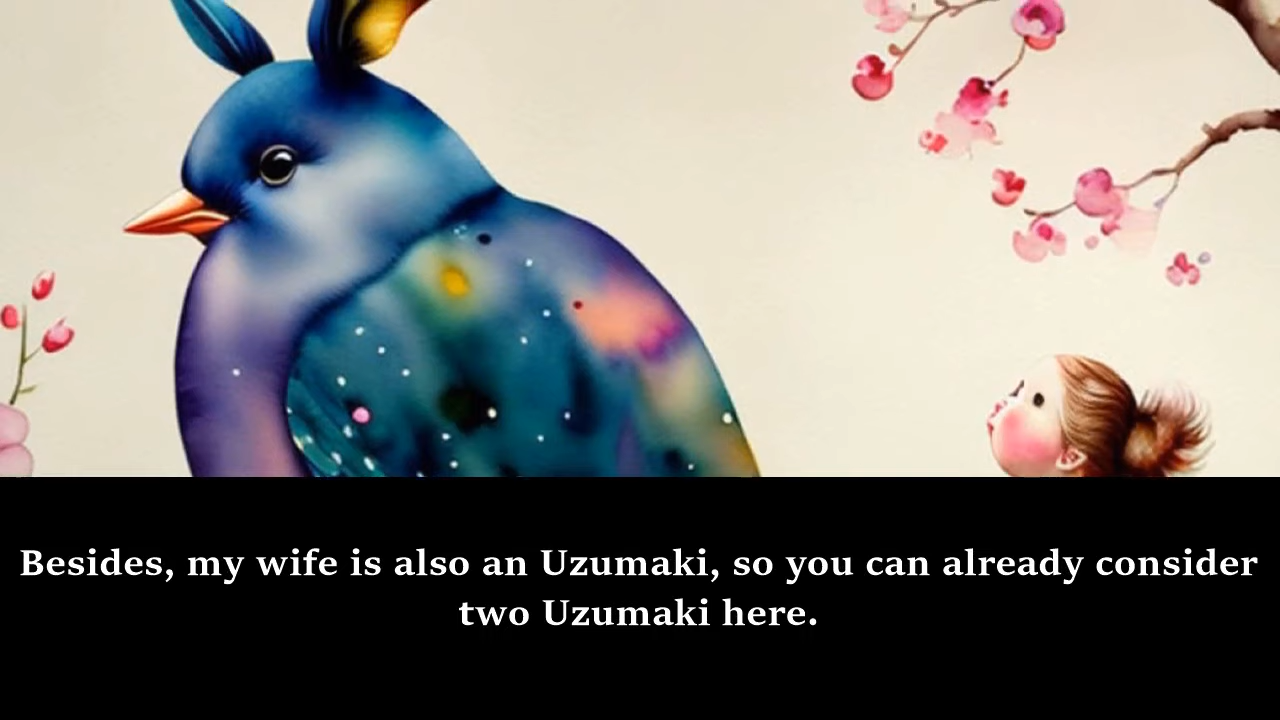 Besides, my wife is also an Uzumaki, so you can already consider
two Uzumaki here.